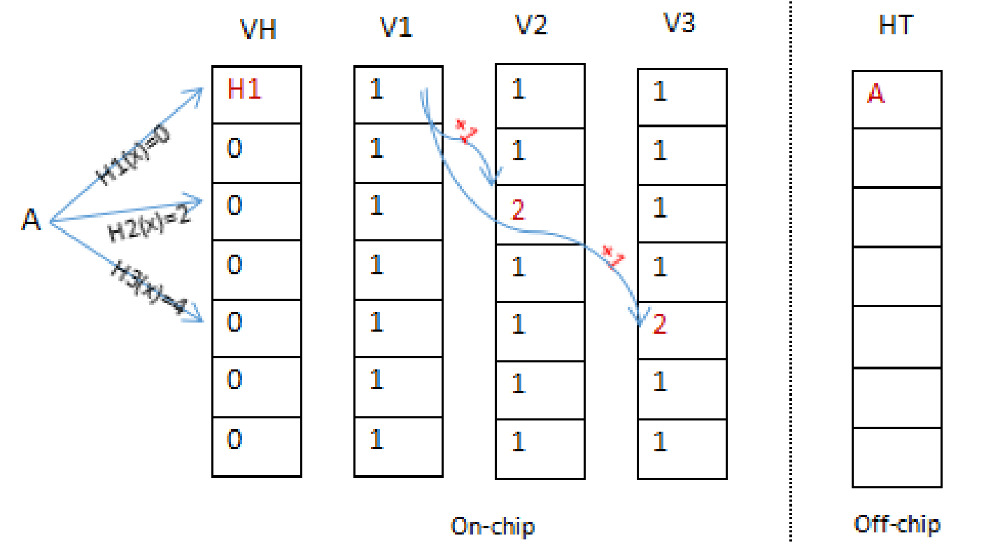 VH V1 V2 V3 HT
H1 1 1 1 A
H1(x)=0
+1
0 1 1 1
A
H2(x)=2
0 1 2 1
+1
H3(x)=4
0 1 1 1
0 1 1 2
0 1 1 1
0 1 1 1
On-chip Off-chip